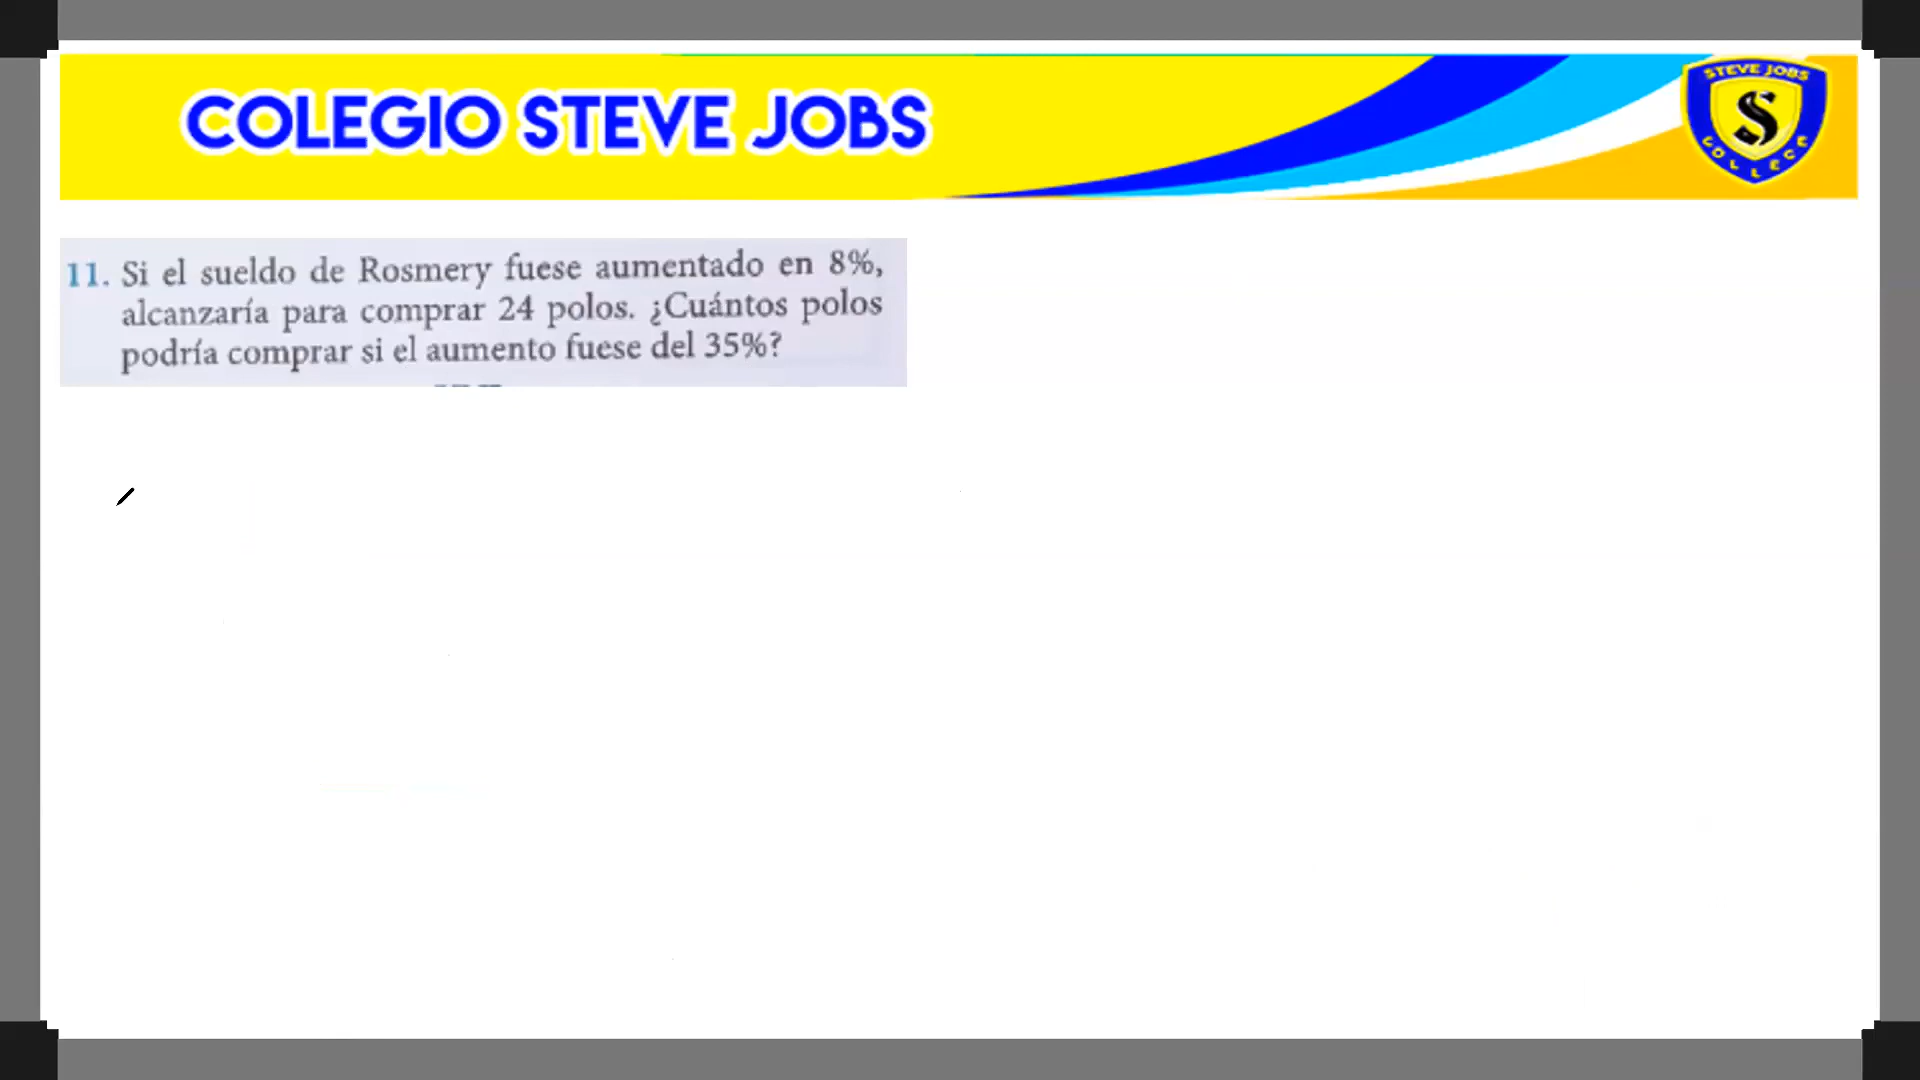 COLEGIO STEVE JOBS
STEVE JOBS
S
COLLEGE
11. Si el sueldo de Rosmery fuese aumentado en 8%,
alcanzaría para comprar 24 polos. ¿Cuántos polos
podría comprar si el aumento fuese del 35%?